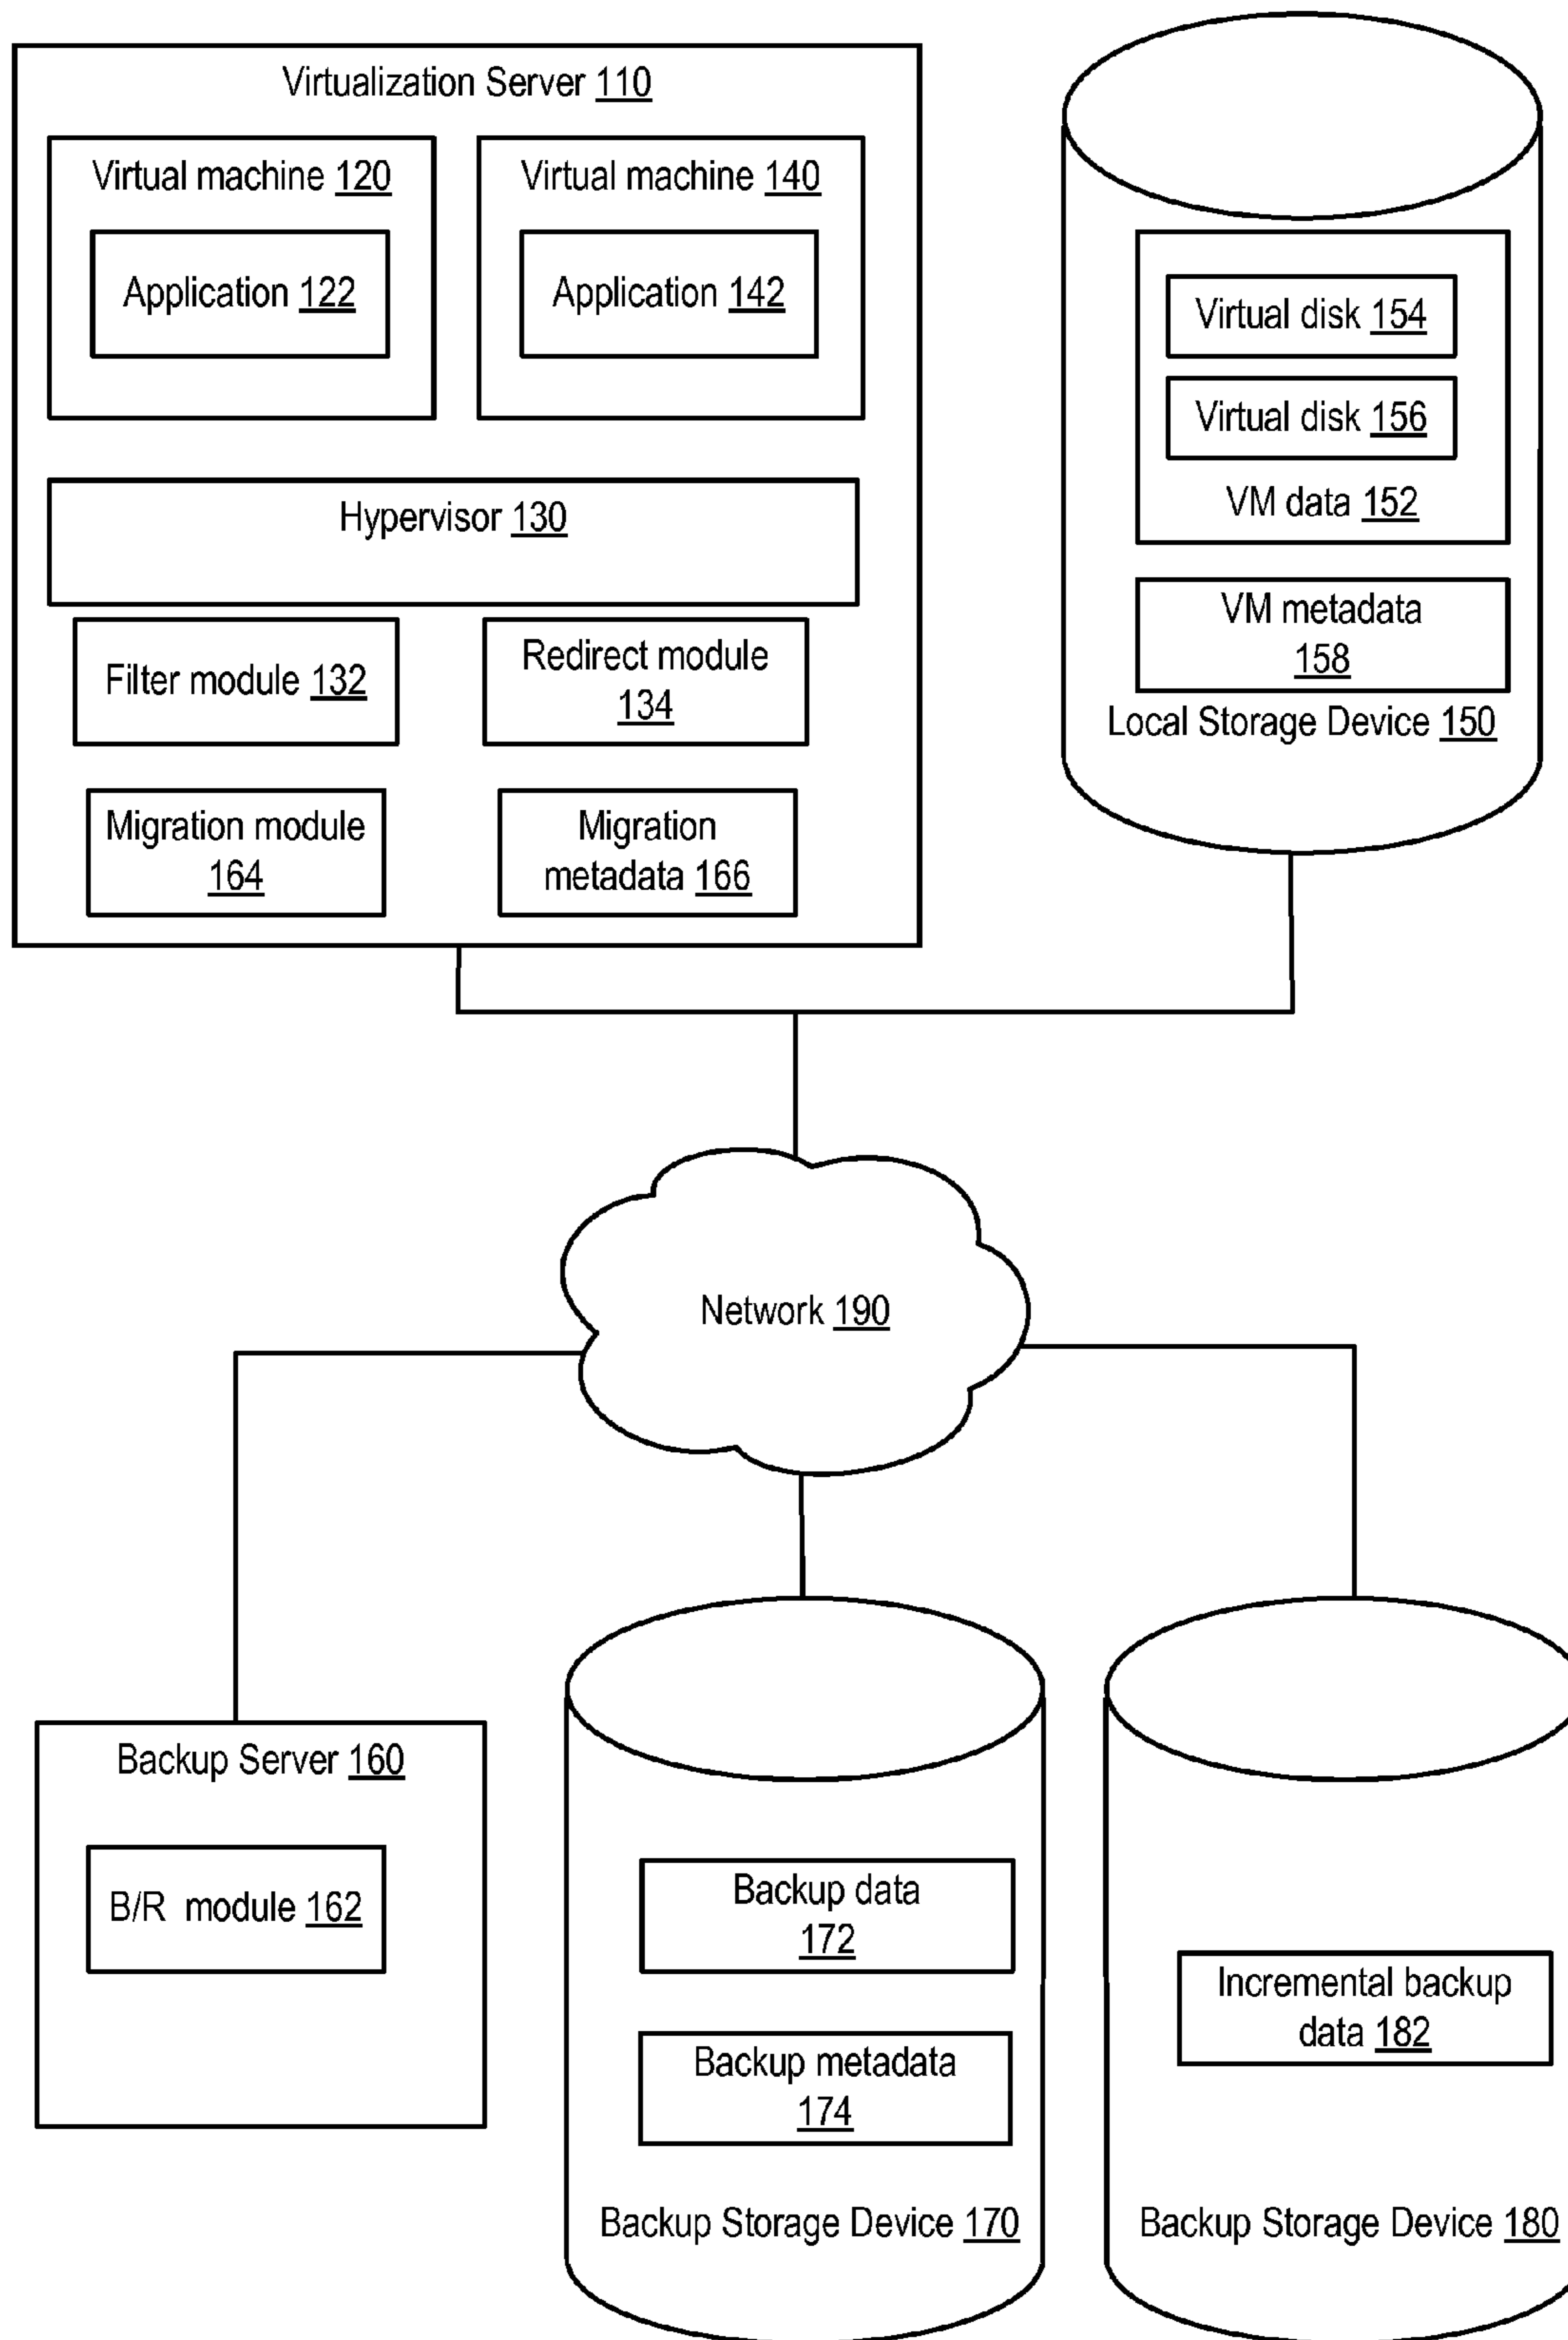 Virtualization Server 110
Virtual machine 120
Application 122
Virtual machine 140
Application 142
Hypervisor 130
Filter module 132
Redirect module
134
Migration module
164
Migration
metadata 166
Virtual disk 154
Virtual disk 156
VM data 152
VM metadata
158
Local Storage Device 150
Network 190
Backup Server 160
B/R module 162
Backup data
172
Backup metadata
174
Backup Storage Device 170
Incremental backup
data 182
Backup Storage Device 180